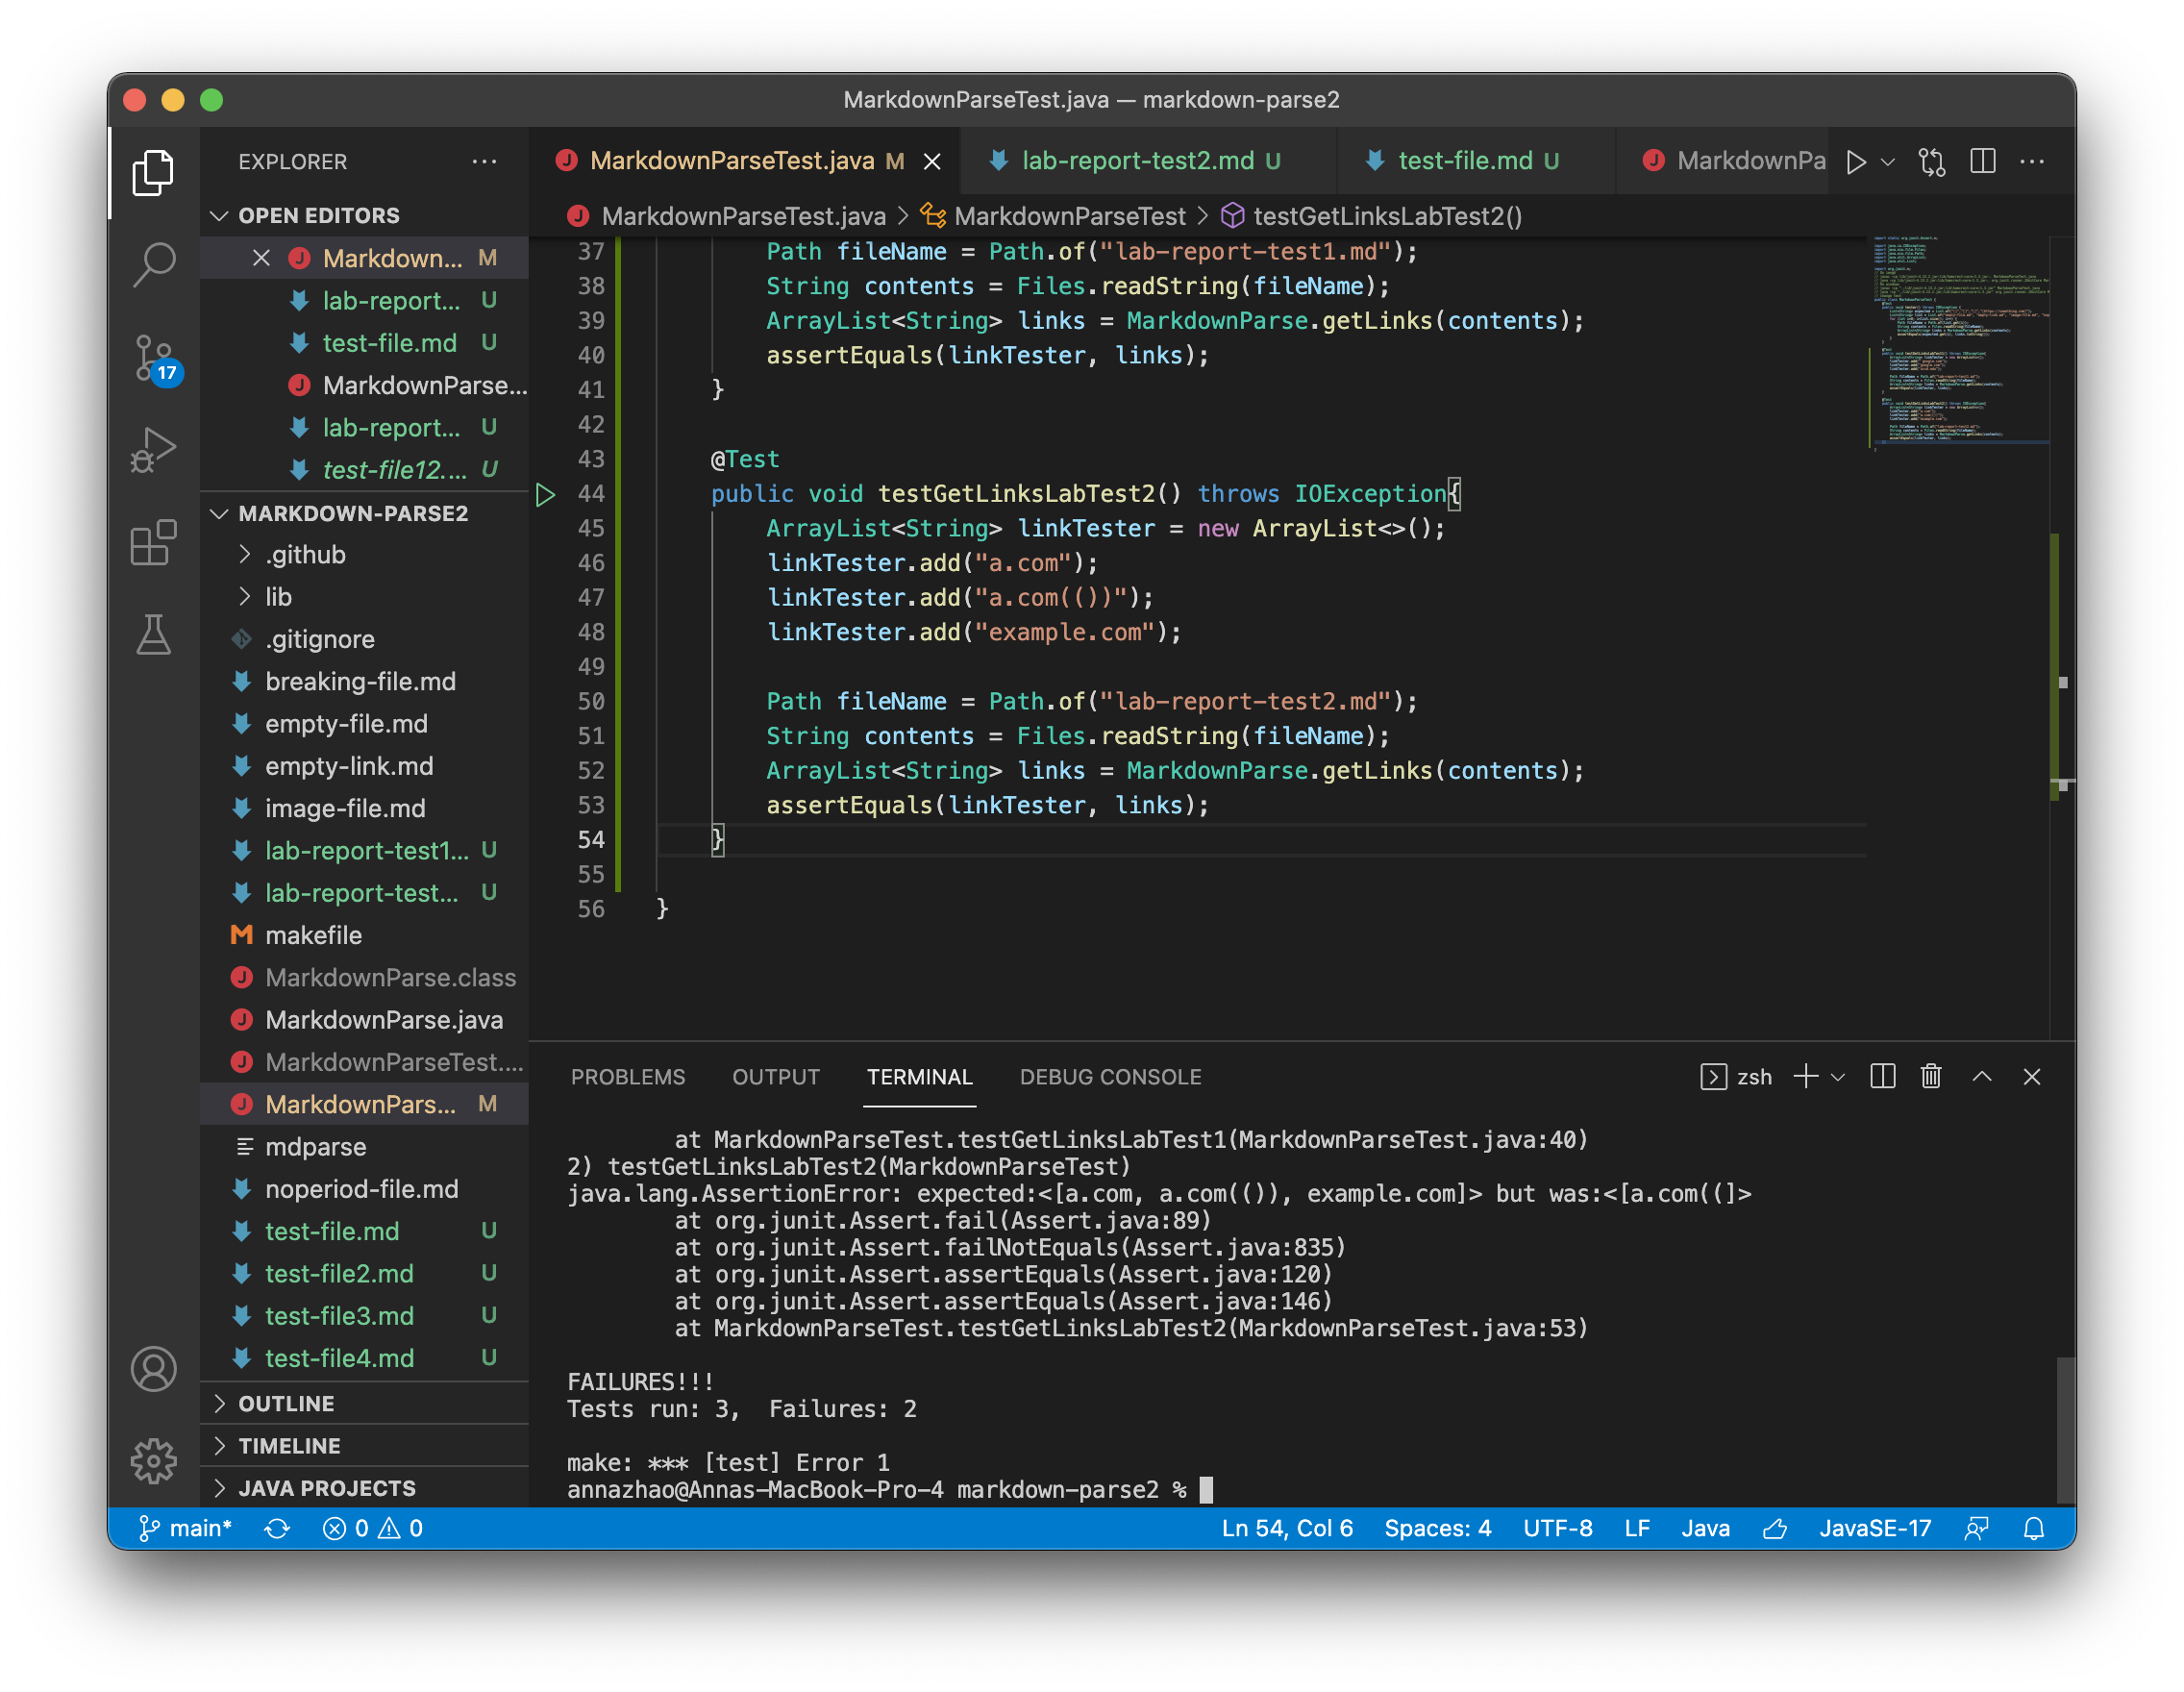 MarkdownParseTest.java — markdown-parse2
EXPLORER
OPEN EDITORS
Markdown... M
lab-report... U
test-file.md U
MarkdownParse...
lab-report... U
test-file12.... U
17
MARKDOWN-PARSE2
.github
lib
.gitignore
breaking-file.md
empty-file.md
empty-link.md
image-file.md
lab-report-test1... U
lab-report-test... U
makefile
MarkdownParse.class
MarkdownParse.java
MarkdownParseTest....
MarkdownPars... M
mdparse
noperiod-file.md
test-file.md U
test-file2.md U
test-file3.md U
test-file4.md U
OUTLINE
TIMELINE
JAVA PROJECTS
MarkdownParseTest.java M
lab-report-test2.md U
test-file.md U
MarkdownPa
MarkdownParseTest.java > MarkdownParseTest > testGetLinksLabTest2()
37 Path fileName = Path.of("lab-report-test1.md");
38 String contents = Files.readString(fileName);
39 ArrayList<String> links = MarkdownParse.getLinks(contents);
40 assertEquals(linkTester, links);
41 }
42
43 @Test
44 public void testGetLinksLabTest2() throws IOException{
45 ArrayList<String> linkTester = new ArrayList<>();
46 linkTester.add("a.com");
47 linkTester.add("a.com(())");
48 linkTester.add("example.com");
49
50 Path fileName = Path.of("lab-report-test2.md");
51 String contents = Files.readString(fileName);
52 ArrayList<String> links = MarkdownParse.getLinks(contents);
53 assertEquals(linkTester, links);
54 }
55
56 }
PROBLEMS OUTPUT TERMINAL DEBUG CONSOLE
zsh
at MarkdownParseTest.testGetLinksLabTest1(MarkdownParseTest.java:40)
2) testGetLinksLabTest2(MarkdownParseTest)
java.lang.AssertionError: expected:<[a.com, a.com(()), example.com]> but was:<[a.com((]>
at org.junit.Assert.fail(Assert.java:89)
at org.junit.Assert.failNotEquals(Assert.java:835)
at org.junit.Assert.assertEquals(Assert.java:120)
at org.junit.Assert.assertEquals(Assert.java:146)
at MarkdownParseTest.testGetLinksLabTest2(MarkdownParseTest.java:53)
FAILURES!!!
Tests run: 3,  Failures: 2
make: *** [test] Error 1
annazhao@Annas-MacBook-Pro-4 markdown-parse2 %
main* 0 0
Ln 54, Col 6 Spaces: 4 UTF-8 LF Java JavaSE-17